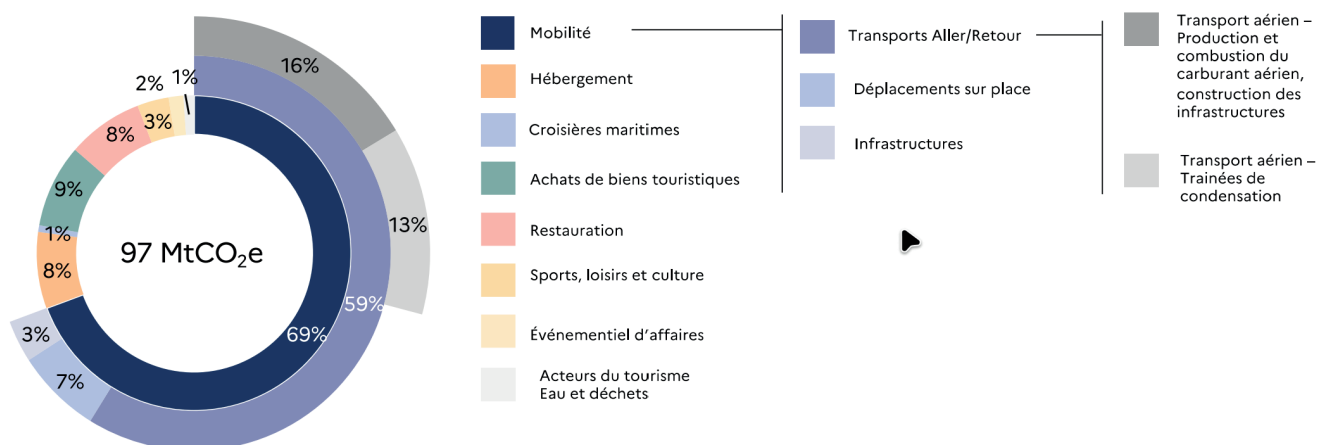 16%
13%
59%
69%
7%
3%
8%
1%
9%
8%
3%
2%
1%
97 MtCO₂e
Mobilité
Hébergement
Croisières maritimes
Achats de biens touristiques
Restauration
Sports, loisirs et culture
Événementiel d’affaires
Acteurs du tourisme
Eau et déchets
Transports Aller/Retour
Déplacements sur place
Infrastructures
Transport aérien –
Production et
combustion du
carburant aérien,
construction des
infrastructures
Transport aérien –
Trainées de
condensation